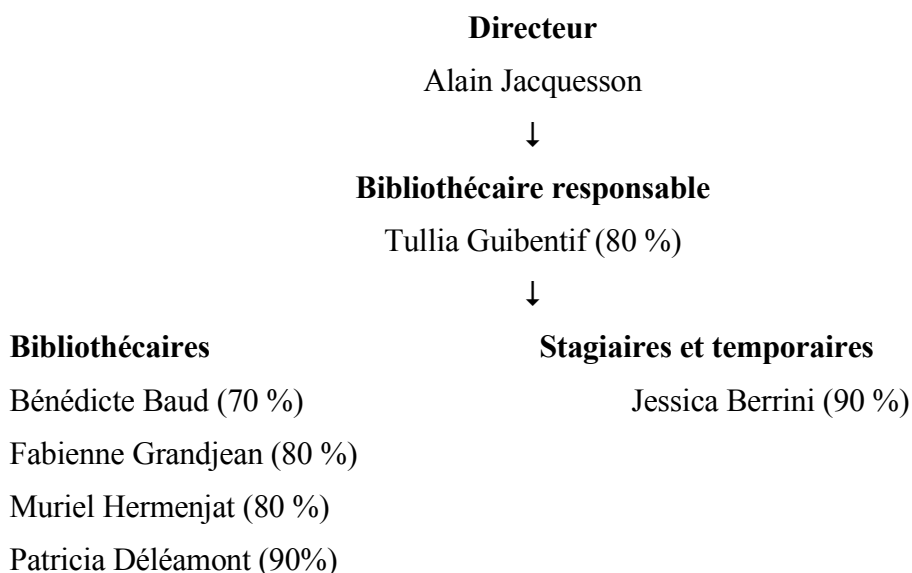 Directeur
Alain Jacquesson
↓
Bibliothécaire responsable
Tullia Guibentif (80 %)
↓
Bibliothécaires Stagiaires et temporaires
Bénédicte Baud (70 %) Jessica Berrini (90 %)
Fabienne Grandjean (80 %)
Muriel Hermenjat (80 %)
Patricia Déléamont (90%)